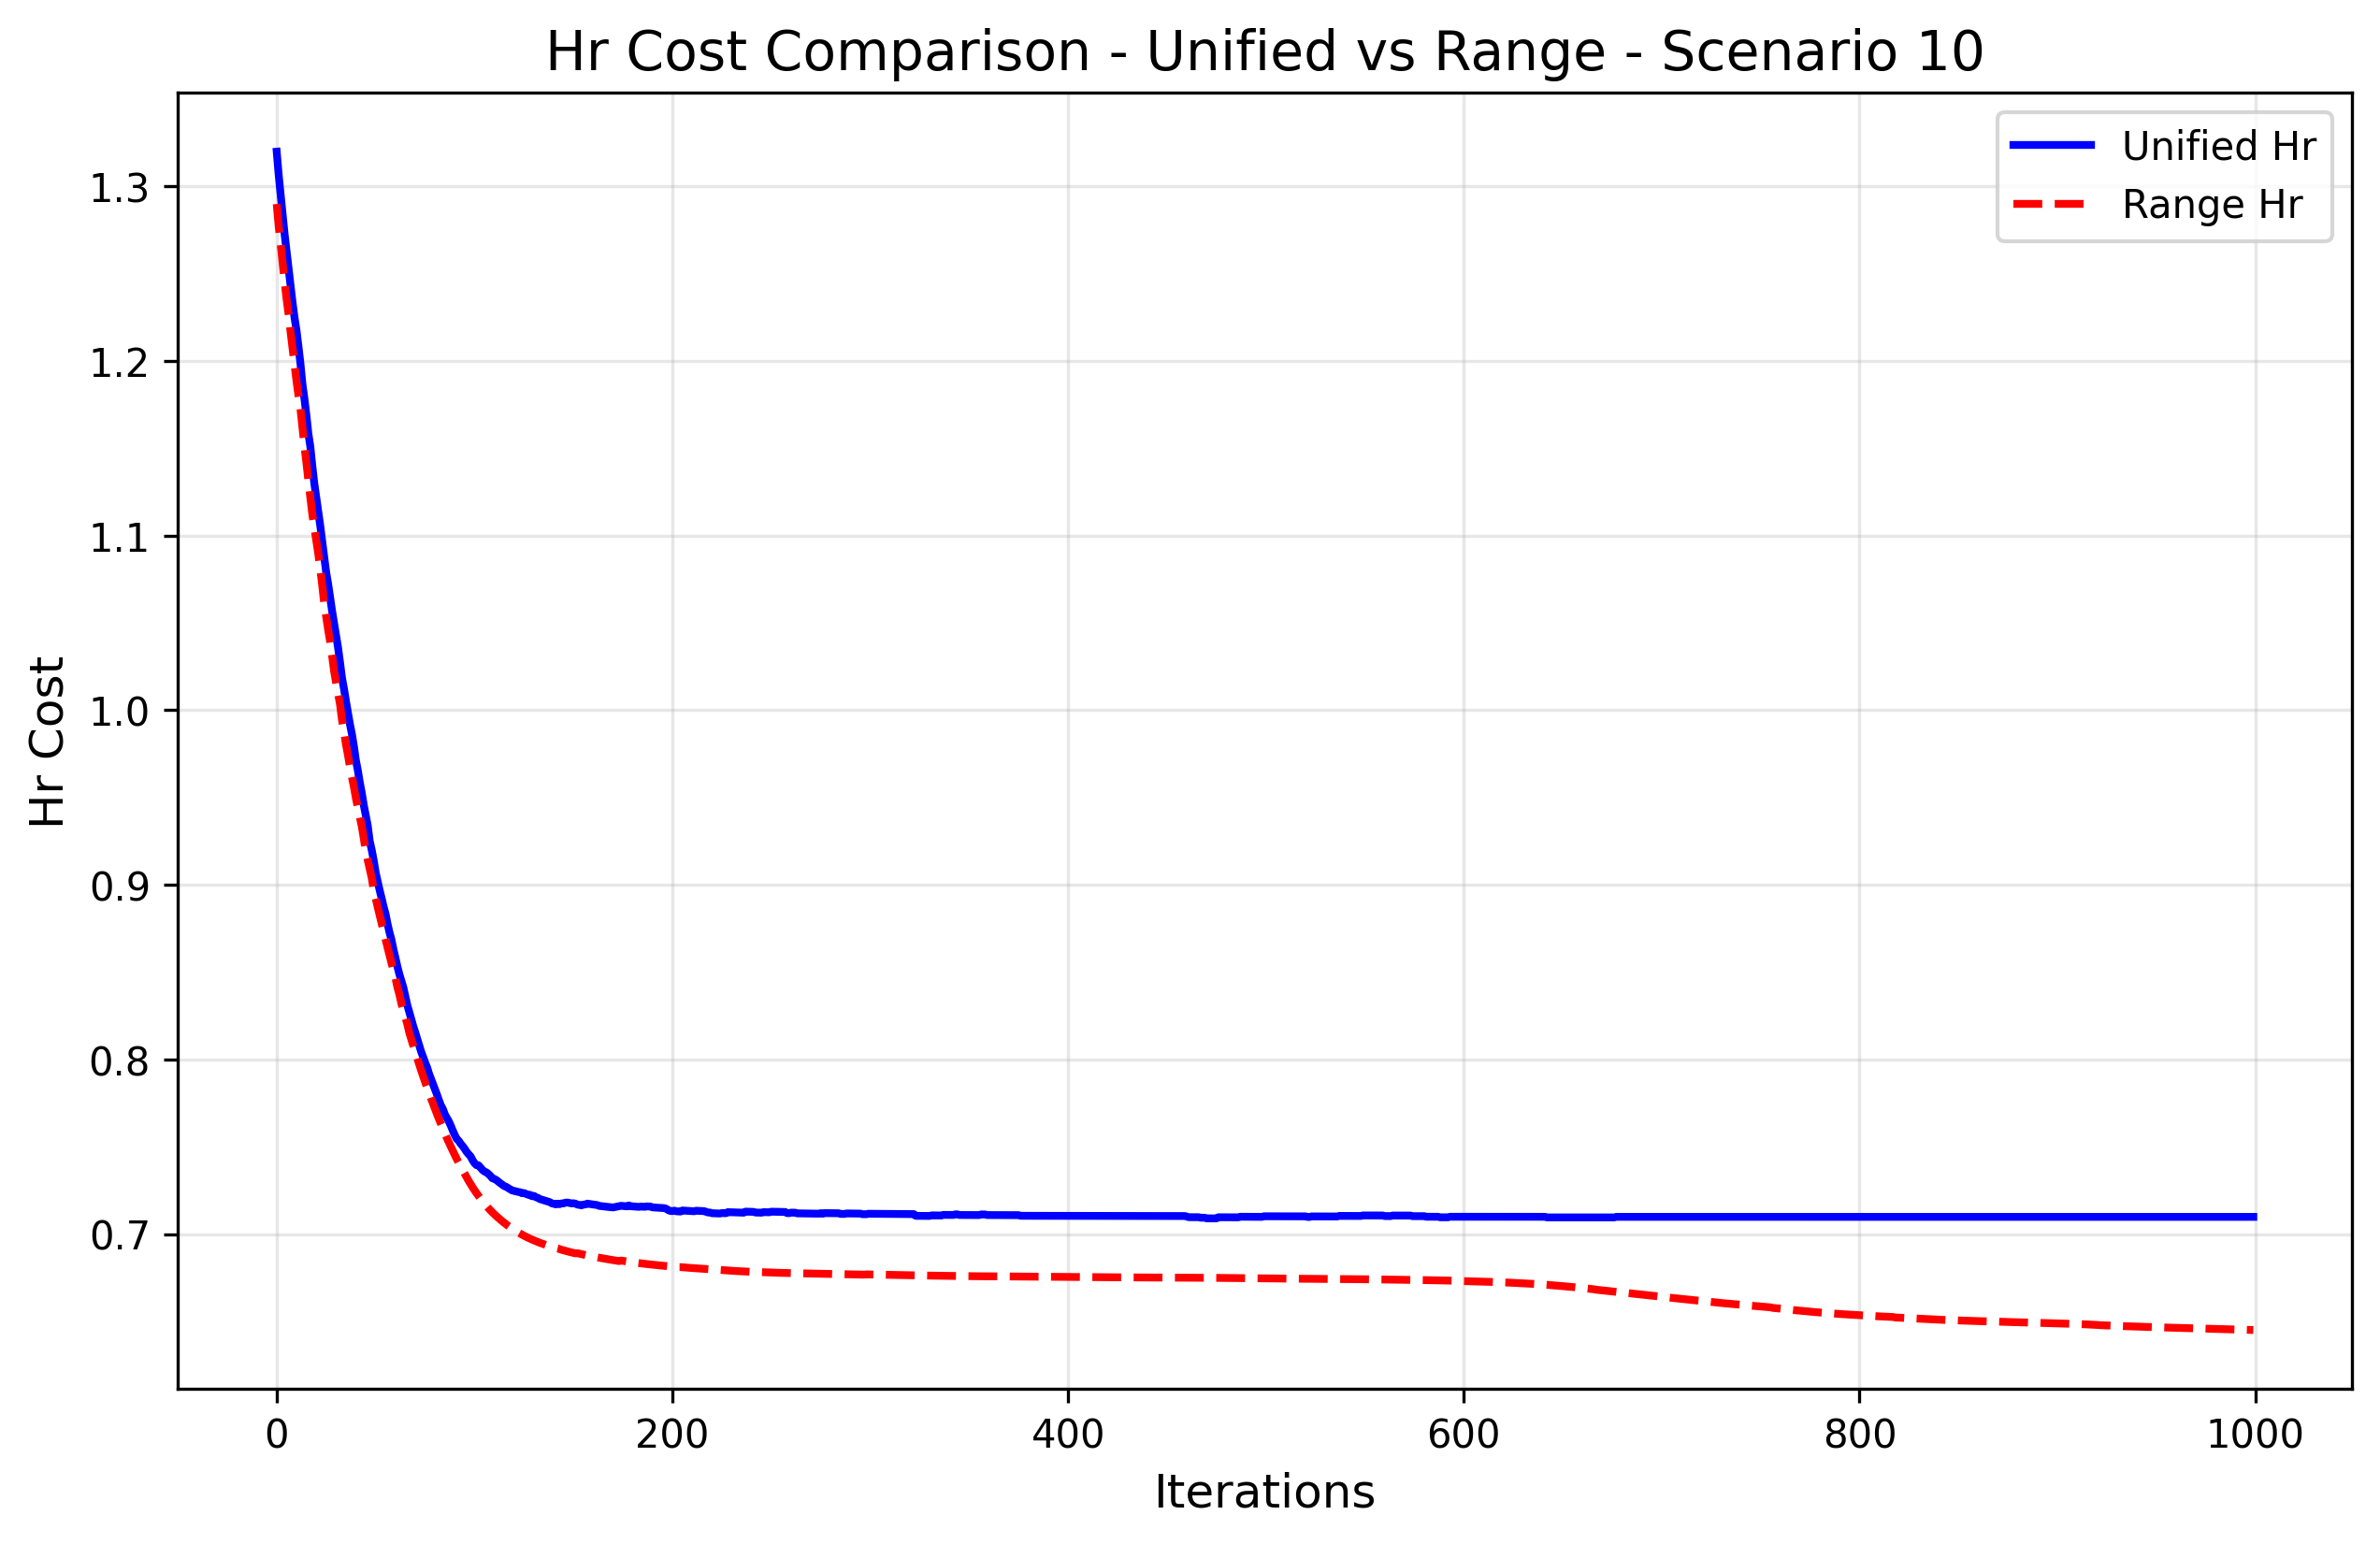 Hr Cost Comparison - Unified vs Range - Scenario 10
Unified Hr
Range Hr
1.3
1.2
1.1
1.0
0.9
0.8
0.7
Hr Cost
0 200 400 600 800 1000
Iterations